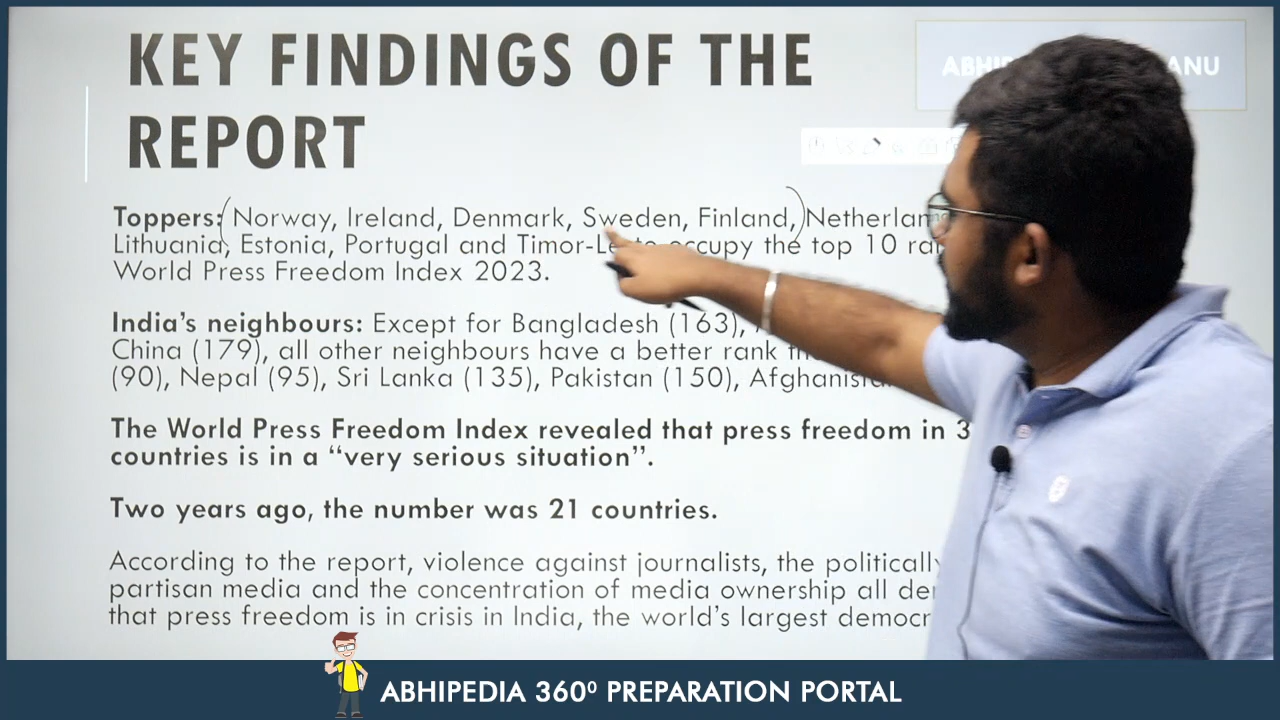 KEY FINDINGS OF THE
REPORT
ABHI ANU
Toppers: (Norway, Ireland, Denmark, Sweden, Finland,) Netherlan
Lithuania, Estonia, Portugal and Timor-Le occupy the top 10
World Press Freedom Index 2023.
India's neighbours: Except for Bangladesh (163),
China (179), all other neighbours have a better rank
(90), Nepal (95), Sri Lanka (135), Pakistan (150), Afghanista
The World Press Freedom Index revealed that press freedom in 3
countries is in a “very serious situation”.
Two years ago, the number was 21 countries.
According to the report, violence against journalists, the politically
partisan media and the concentration of media ownership all
that press freedom is in crisis in India, the world's largest democr
ABHIPEDIA 360⁰ PREPARATION PORTAL